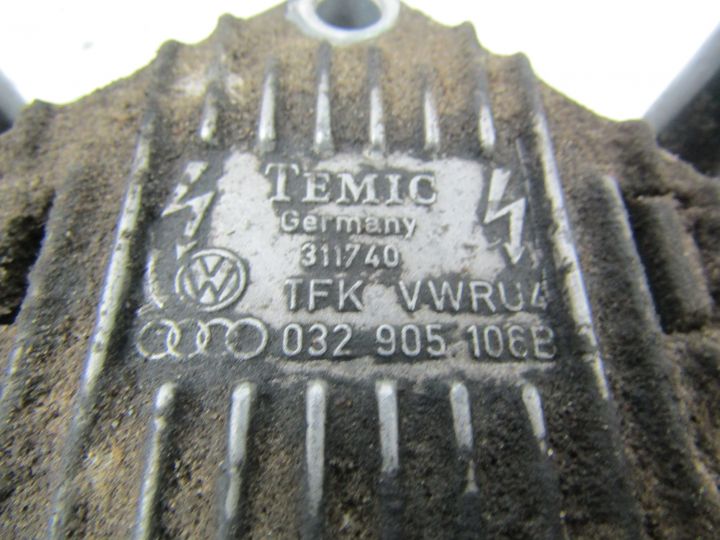 TEMIC
Germany
311740
TFK VWRU4
032 905 106B